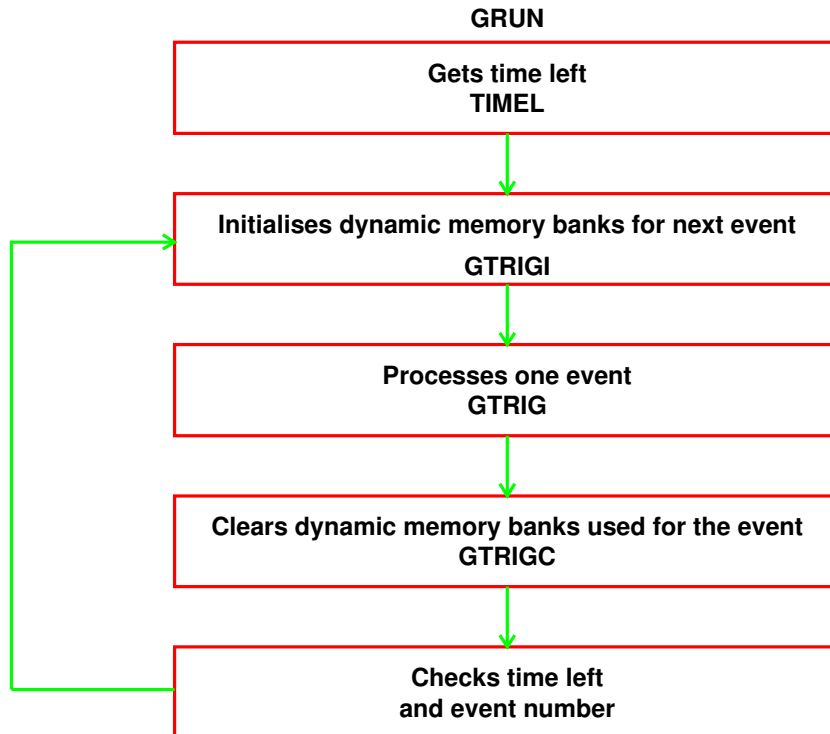 GRUN
Gets time left
TIMEL
Initialises dynamic memory banks for next event
GTRIGI
Processes one event
GTRIG
Clears dynamic memory banks used for the event
GTRIGC
Checks time left
and event number